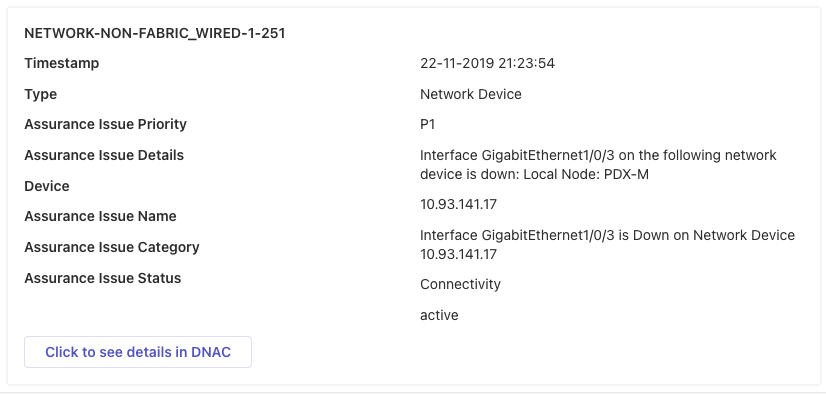 NETWORK-NON-FABRIC_WIRED-1-251
Timestamp
22-11-2019 21:23:54
Type
Network Device
Assurance Issue Priority
P1
Assurance Issue Details
Interface GigabitEthernet1/0/3 on the following network
device is down: Local Node: PDX-M
Device
10.93.141.17
Assurance Issue Name
Interface GigabitEthernet1/0/3 is Down on Network Device
10.93.141.17
Assurance Issue Category
Connectivity
Assurance Issue Status
active
Click to see details in DNAC